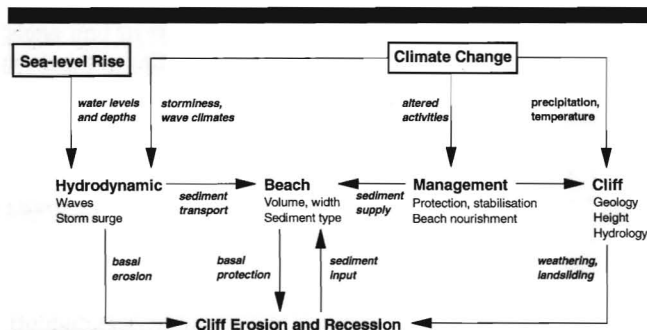 Sea-level Rise
Climate Change
water levels
and depths
storminess,
wave climates
altered
activities
precipitation,
temperature
Hydrodynamic
Waves
Storm surge
sediment
transport
Beach
Volume, width
Sediment type
sediment
supply
Management
Protection, stabilisation
Beach nourishment
Cliff
Geology
Height
Hydrology
basal
erosion
basal
protection
sediment
input
weathering,
landsliding
Cliff Erosion and Recession